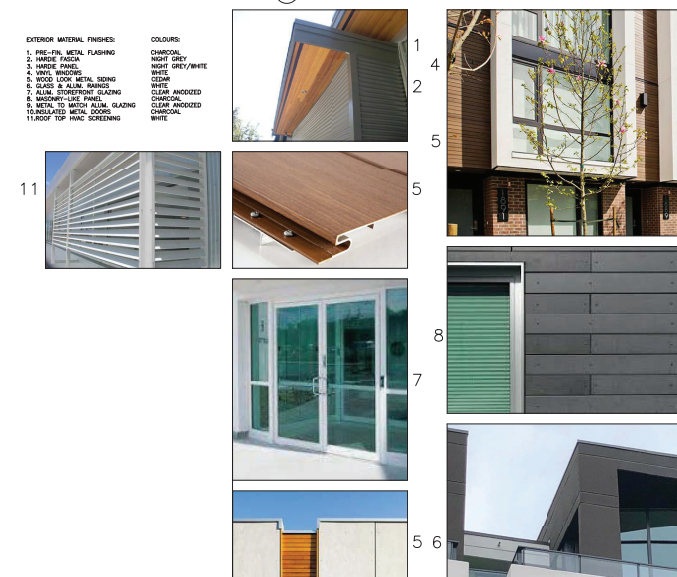 EXTERIOR MATERIAL FINISHES: COLOURS:
1. PRE-FIN. METAL FLASHING CHARCOAL
2. HARDIE FASCIA NIGHT GREY
3. HARDIE PANEL NIGHT GREY/WHITE
4. VINYL WINDOWS WHITE
5. WOOD LOOK METAL SIDING CEDAR
6. GLASS & ALUM. RAILINGS WHITE
7. ALUM. STOREFRONT GLAZING CLEAR ANODIZED
8. MASONRY-LIKE PANEL CHARCOAL
9. METAL TO MATCH ALUM. GLAZING CLEAR ANODIZED
10.INSULATED METAL DOORS CHARCOAL
11.ROOF TOP HVAC SCREENING WHITE
1
4
2
5
11
5
1831
8
7
5 6